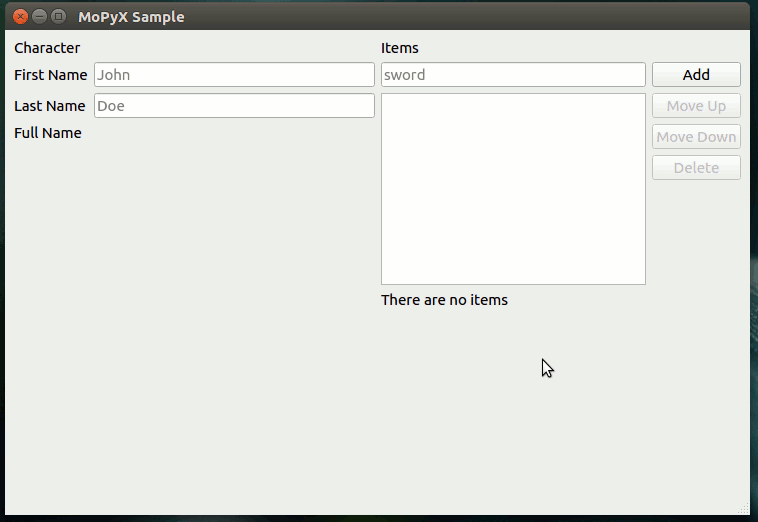 MoPyX Sample
Character
Items
First Name John
sword
Add
Last Name Doe
Move Up
Full Name
Move Down
Delete
There are no items